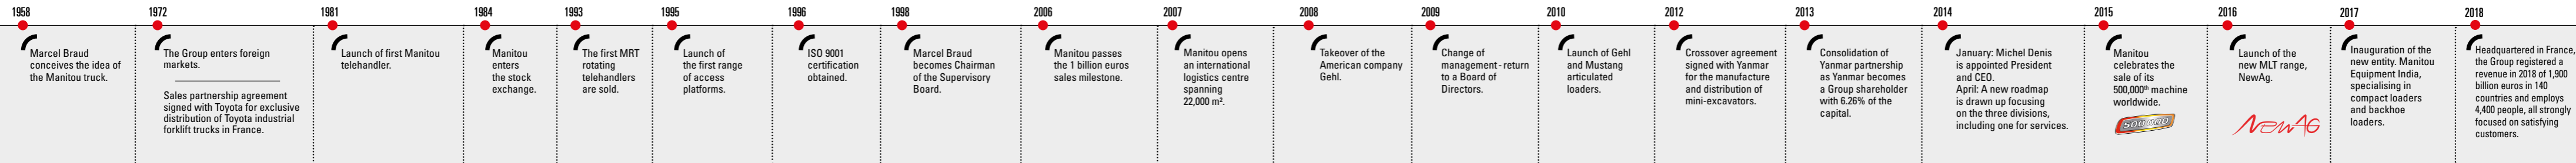 1958
Marcel Braud
conceives the idea of
the Manitou truck.
1972
The Group enters foreign
markets.
Sales partnership agreement
signed with Toyota for exclusive
distribution of Toyota industrial
forklift trucks in France.
1981
Launch of first Manitou
telehandler.
1984
Manitou
enters
the stock
exchange.
1993
The first MRT
rotating
telehandlers
are sold.
1995
Launch of
the first range
of access
platforms.
1996
ISO 9001
certification
obtained.
1998
Marcel Braud
becomes Chairman
of the Supervisory
Board.
2006
Manitou passes
the 1 billion euros
sales milestone.
2007
Manitou opens
an international
logistics centre
spanning
22,000 m².
2008
Takeover of the
American company
Gehl.
2009
Change of
management - return
to a Board of
Directors.
2010
Launch of Gehl
and Mustang
articulated
loaders.
2012
Crossover agreement
signed with Yanmar
for the manufacture
and distribution of
mini-excavators.
2013
Consolidation of
Yanmar partnership
as Yanmar becomes
a Group shareholder
with 6.26% of the
capital.
2014
January: Michel Denis
is appointed President
and CEO.
April: A new roadmap
is drawn up focusing
on the three divisions,
including one for services.
2015
Manitou
celebrates the
sale of its
500,000th machine
worldwide.
500,000
2016
Launch of the
new MLT range,
NewAg.
NEWAG
2017
Inauguration of the
new entity. Manitou
Equipment India,
specialising in
compact loaders
and backhoe
loaders.
2018
Headquartered in France,
the Group registered a
revenue in 2018 of 1,900
billion euros in 140
countries and employs
4,400 people, all strongly
focused on satisfying
customers.